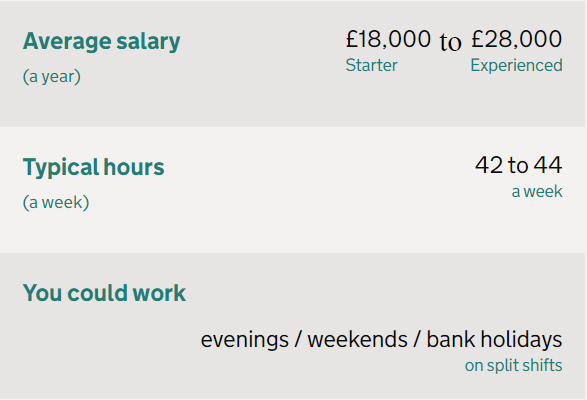 Average salary
£18,000 to £28,000
(a year)
Starter
Experienced
Typical hours
42 to 44
(a week)
a week
You could work
evenings / weekends / bank holidays
on split shifts